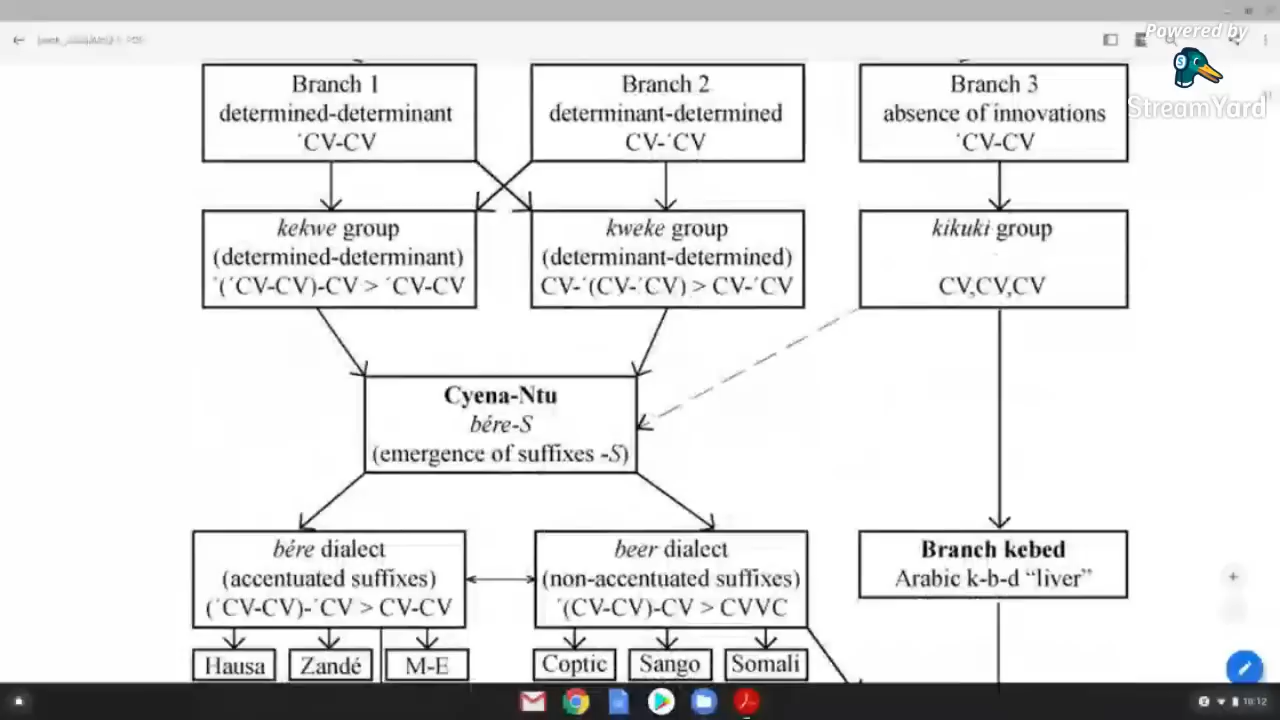 Powered by
StreamYard
Branch 1
determined-determinant
´CV-CV
Branch 2
determinant-determined
CV-´CV
Branch 3
absence of innovations
´CV-CV
kekwe group
(determined-determinant)
´(´CV-CV)-CV > ´CV-CV
kweke group
(determinant-determined)
CV-´(CV-´CV) > CV-´CV
kikuki group
CV,CV,CV
Cyena-Ntu
bére-S
(emergence of suffixes -S)
bére dialect
(accentuated suffixes)
(´CV-CV)-´CV > CV-CV
beer dialect
(non-accentuated suffixes)
´(CV-CV)-CV > CVVC
Branch kebed
Arabic k-b-d “liver”
Hausa
Zandé
M-E
Coptic
Sango
Somali
10:12